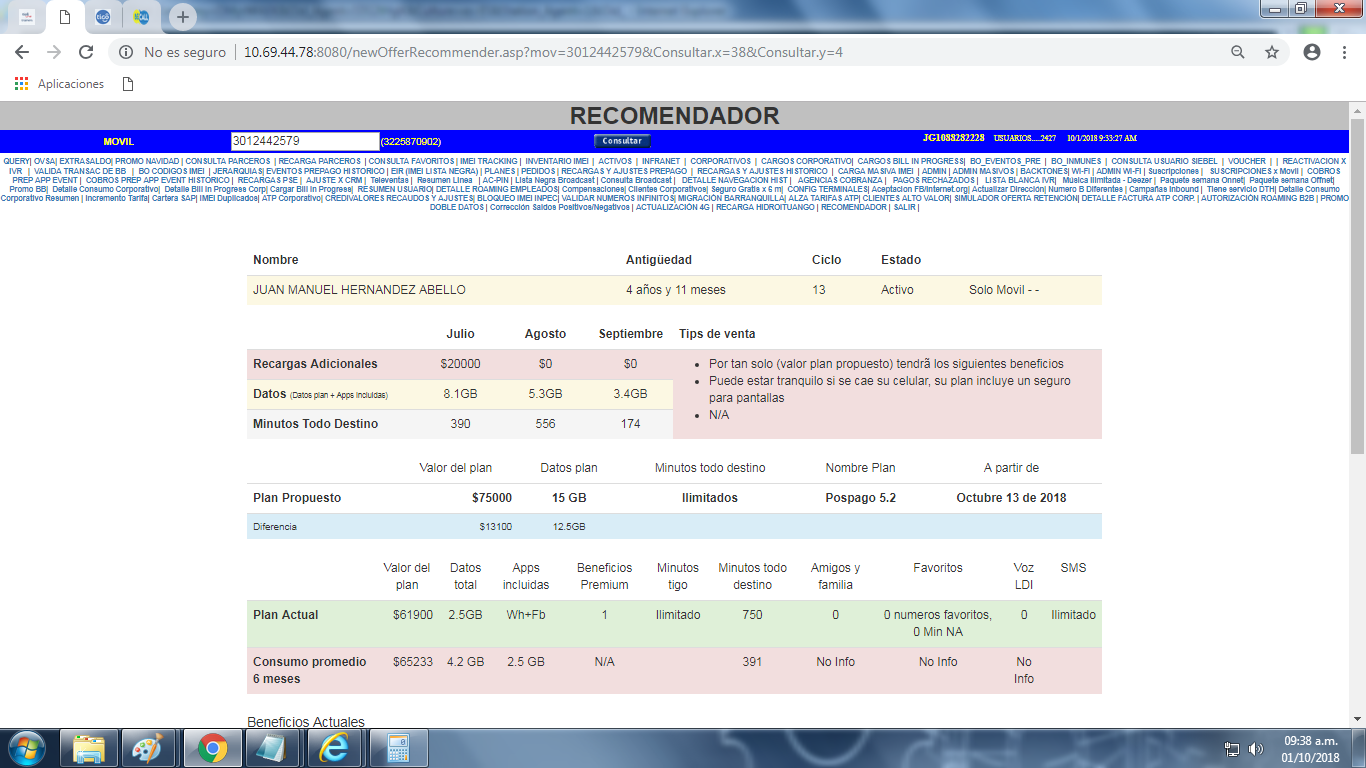 No es seguro 10.69.44.78:8080/newOfferRecommender.asp?mov=3012442579&Consultar.x=38&Consultar.y=4
Aplicaciones
RECOMENDADOR
MOVIL 3012442579 (3225870902) Consultar JG1088282228 USUARIOS.....2427 10/1/2018 9:33:27 AM
QUERY| OVSA| EXTRASALDO| PROMO NAVIDAD | CONSULTA PARCEROS | RECARGA PARCEROS | CONSULTA FAVORITOS | IMEI TRACKING | INVENTARIO IMEI | ACTIVOS | INFRANET | CORPORATIVOS | CARGOS CORPORATIVO| CARGOS BILL IN PROGRESS| BO_EVENTOS_PRE | BO_INMUNES | CONSULTA USUARIO SIEBEL | VOUCHER | | REACTIVACION X
IVR | VALIDA TRANSAC DE BB | BO CODIGOS IMEI | JERARQUIAS| EVENTOS PREPAGO HISTORICO | EIR (IMEI LISTA NEGRA) | PLANES | PEDIDOS | RECARGAS Y AJUSTES PREPAGO | RECARGAS Y AJUSTES HISTORICO | CARGA MASIVA IMEI | ADMIN | ADMIN MASIVOS | BACKTONES| WI-FI | ADMIN WI-FI | Suscripciones | SUSCRIPCIONES x Movil | COBROS
PREP APP EVENT | COBROS PREP APP EVENT HISTORICO | RECARGAS PSE | AJUSTE X CRM | Televentas | Resumen Linea | AC-PIN | Lista Negra Broadcast | Consulta Broadcast | DETALLE NAVEGACION HIST | AGENCIAS COBRANZA | PAGOS RECHAZADOS | LISTA BLANCA IVR| Música Ilimitada - Deezer | Paquete semana Onnet| Paquete semana Offnet|
Promo BB| Detalle Consumo Corporativo| Detalle Bill In Progress Corp| Cargar Bill In Progress| RESUMEN USUARIO| DETALLE ROAMING EMPLEADOS| Compensaciones| Clientes Corporativos| Seguro Gratis x 6 m| CONFIG TERMINALES| Aceptacion FB/Internet.org| Actualizar Dirección| Numero B Diferentes | Campañas Inbound | Tiene servicio DTH| Detalle Consumo
Corporativo Resumen | Incremento Tarifa| Cartera SAP| IMEI Duplicados| ATP Corporativo| CREDIVALORES RECAUDOS Y AJUSTES| BLOQUEO IMEI INPEC| VALIDAR NUMEROS INFINITOS| MIGRACIÓN BARRANQUILLA| ALZA TARIFAS ATP| CLIENTES ALTO VALOR| SIMULADOR OFERTA RETENCIÓN| DETALLE FACTURA ATP CORP. | AUTORIZACIÓN ROAMING B2B | PROMO
DOBLE DATOS | Corrección Saldos Positivos/Negativos | ACTUALIZACIÓN 4G | RECARGA HIDROITUANGO | RECOMENDADOR | SALIR |
Nombre Antigüedad Ciclo Estado
JUAN MANUEL HERNANDEZ ABELLO 4 años y 11 meses 13 Activo Solo Movil - -
Julio Agosto Septiembre Tips de venta
Recargas Adicionales $20000 $0 $0
Datos (Datos plan + Apps incluidas) 8.1GB 5.3GB 3.4GB
Minutos Todo Destino 390 556 174
• Por tan solo (valor plan propuesto) tendrã los siguientes beneficios
• Puede estar tranquilo si se cae su celular, su plan incluye un seguro
para pantallas
• N/A
Valor del plan Datos plan Minutos todo destino Nombre Plan A partir de
Plan Propuesto $75000 15 GB Ilimitados Pospago 5.2 Octubre 13 de 2018
Diferencia $13100 12.5GB
Valor del Datos Apps Beneficios Minutos Minutos todo Amigos y Favoritos Voz SMS
plan total incluidas Premium tigo destino familia LDI
Plan Actual $61900 2.5GB Wh+Fb 1 Ilimitado 750 0 0 numeros favoritos, 0 Ilimitado
0 Min NA
Consumo promedio $65233 4.2 GB 2.5 GB N/A 391 No Info No Info No
6 meses Info
Beneficios Actuales
09:38 a.m.
01/10/2018